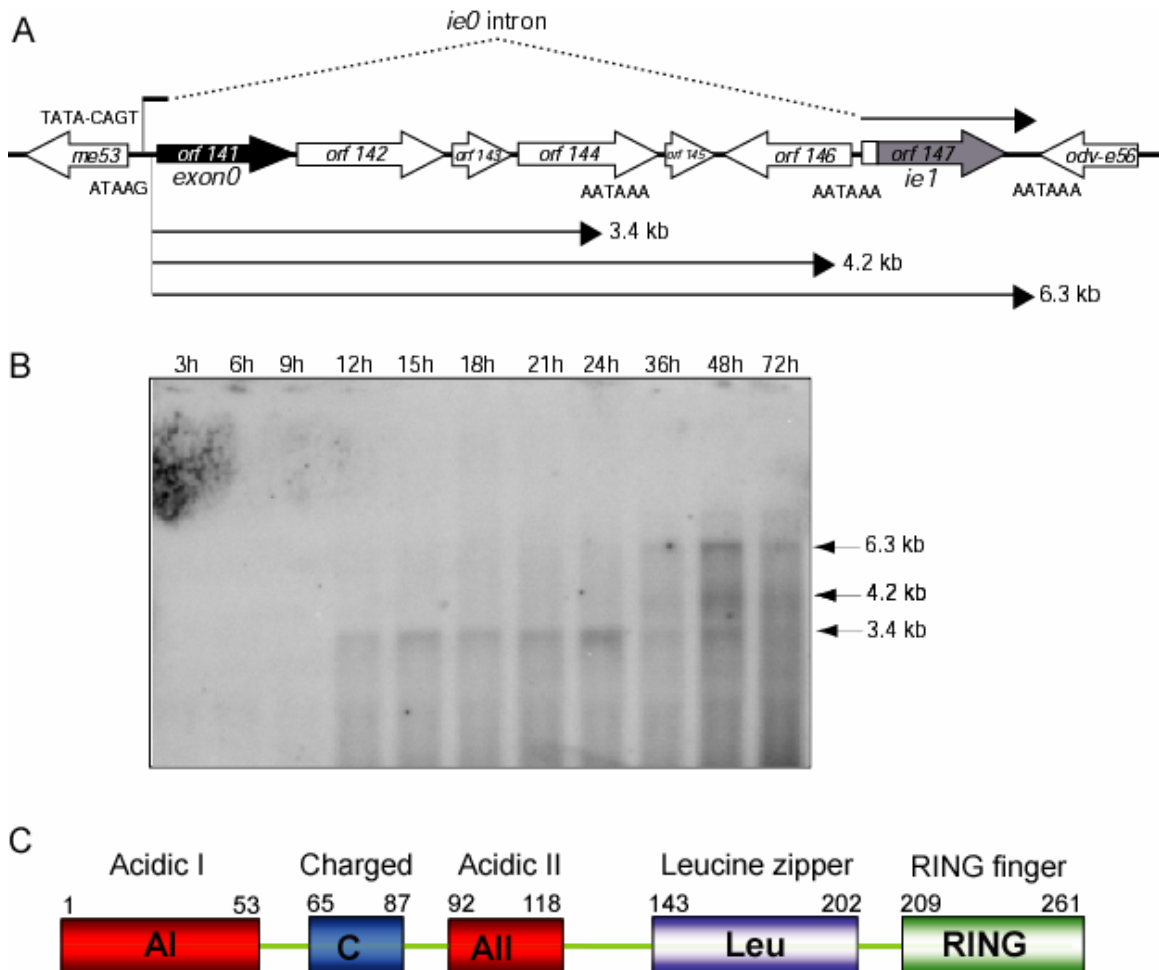 A
ie0 intron
TATA-CAGT
me53
orf 141
orf 142
orf 143
orf 144
orf 145
orf 146
orf 147
odv-e56
ATAAG
exon0
AATAAA
AATAAA
ie1
AATAAA
3.4 kb
4.2 kb
6.3 kb
B
3h 6h 9h 12h 15h 18h 21h 24h 36h 48h 72h
6.3 kb
4.2 kb
3.4 kb
C
Acidic I Charged Acidic II Leucine zipper RING finger
1 53 65 87 92 118 143 202 209 261
AI C AII Leu RING